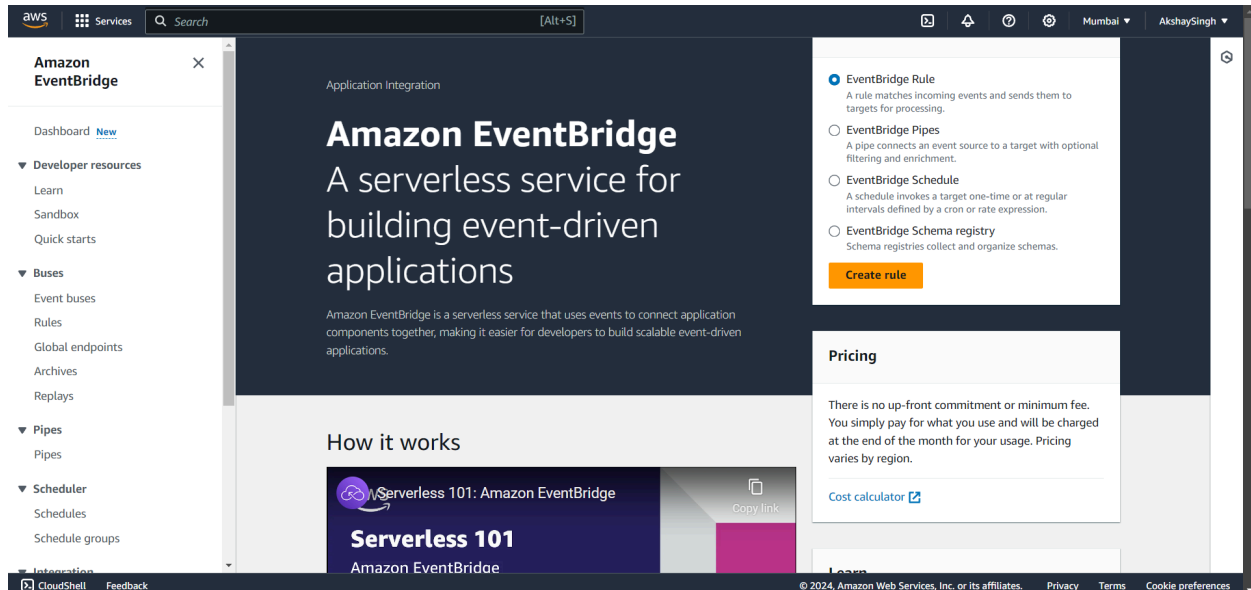 aws
Services
Search
[Alt+S]
Mumbai ▼
AkshaySingh ▼
Amazon
EventBridge
Dashboard New
Developer resources
Learn
Sandbox
Quick starts
Buses
Event buses
Rules
Global endpoints
Archives
Replays
Pipes
Pipes
Scheduler
Schedules
Schedule groups
Integration
Application Integration
Amazon EventBridge
A serverless service for
building event-driven
applications
Amazon EventBridge is a serverless service that uses events to connect application
components together, making it easier for developers to build scalable event-driven
applications.
How it works
aws
Serverless 101: Amazon EventBridge
Copy link
Serverless 101
Amazon EventBridge
EventBridge Rule
A rule matches incoming events and sends them to
targets for processing.
EventBridge Pipes
A pipe connects an event source to a target with optional
filtering and enrichment.
EventBridge Schedule
A schedule invokes a target one-time or at regular
intervals defined by a cron or rate expression.
EventBridge Schema registry
Schema registries collect and organize schemas.
Create rule
Pricing
There is no up-front commitment or minimum fee.
You simply pay for what you use and will be charged
at the end of the month for your usage. Pricing
varies by region.
Cost calculator
Learn
CloudShell
Feedback
© 2024, Amazon Web Services, Inc. or its affiliates.
Privacy
Terms
Cookie preferences